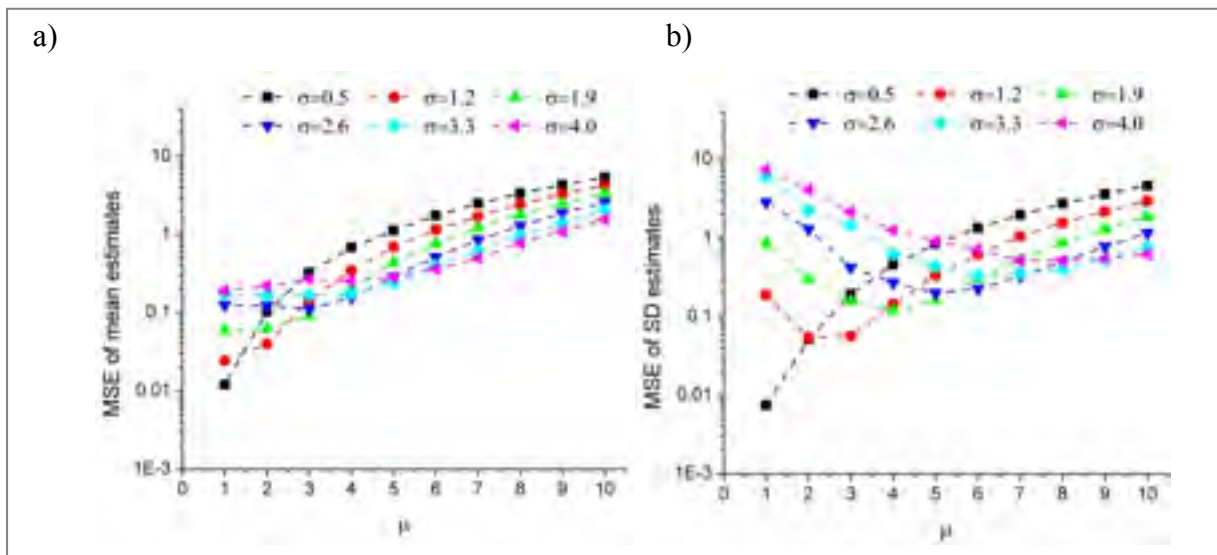 a)
σ=0.5 σ=1.2 σ=1.9
σ=2.6 σ=3.3 σ=4.0
MSE of mean estimates
10
1
0.1
0.01
1E-3
0 1 2 3 4 5 6 7 8 9 10
μ
b)
σ=0.5 σ=1.2 σ=1.9
σ=2.6 σ=3.3 σ=4.0
MSE of SD estimates
10
1
0.1
0.01
1E-3
0 1 2 3 4 5 6 7 8 9 10
μ